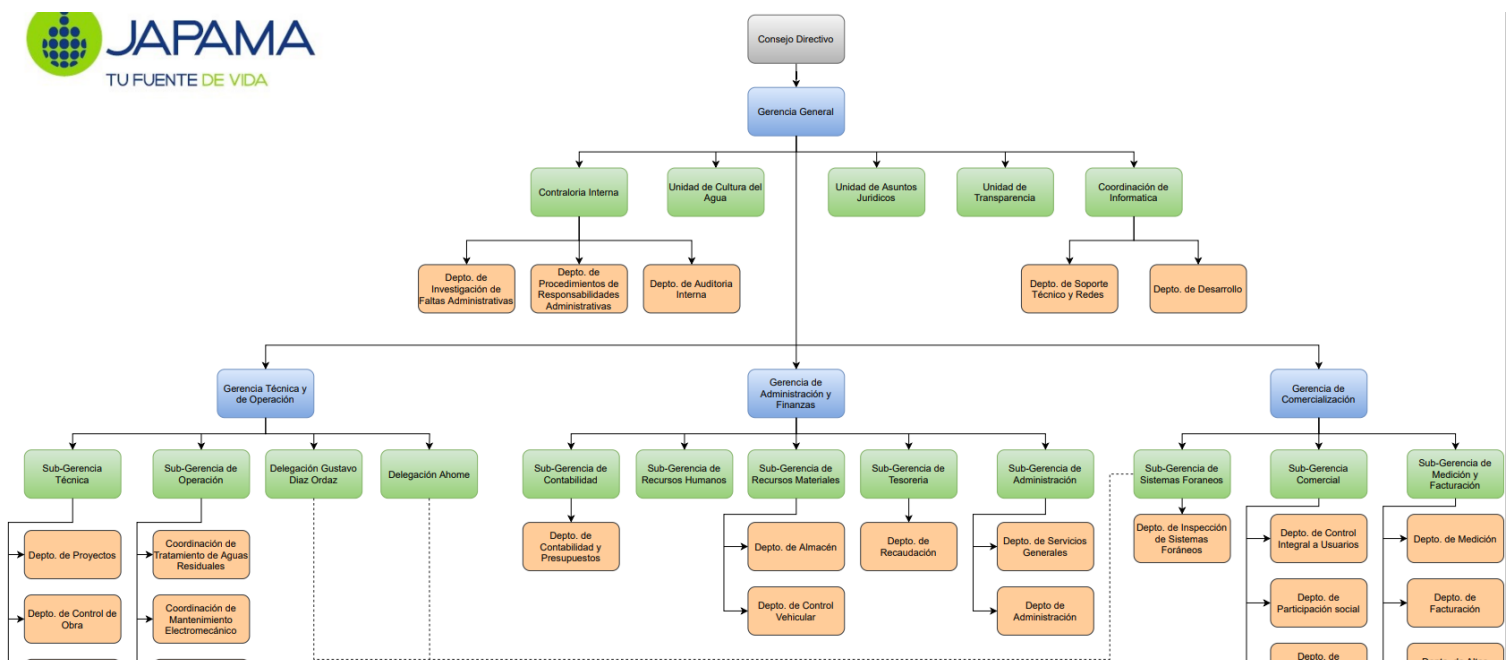 JAPAMA
TU FUENTE DE VIDA
Consejo Directivo
Gerencia General
Contraloria Interna
Unidad de Cultura del
Agua
Unidad de Asuntos
Juridicos
Unidad de
Transparencia
Coordinación de
Informatica
Depto. de
Investigación de
Faltas Administrativas
Depto. de
Procedimientos de
Responsabilidades
Administrativas
Depto. de Auditoria
Interna
Depto. de Soporte
Técnico y Redes
Depto. de Desarrollo
Gerencia Técnica y
de Operación
Gerencia de
Administración y
Finanzas
Gerencia de
Comercialización
Sub-Gerencia
Técnica
Sub-Gerencia de
Operación
Delegación Gustavo
Diaz Ordaz
Delegación Ahome
Sub-Gerencia de
Contabilidad
Sub-Gerencia de
Recursos Humanos
Sub-Gerencia de
Recursos Materiales
Sub-Gerencia de
Tesoreria
Sub-Gerencia de
Administración
Sub-Gerencia de
Sistemas Foraneos
Sub-Gerencia
Comercial
Sub-Gerencia de
Medición y
Facturación
Depto. de Proyectos
Coordinación de
Tratamiento de Aguas
Residuales
Depto. de
Contabilidad y
Presupuestos
Depto. de Almacén
Depto. de
Recaudación
Depto. de Servicios
Generales
Depto. de Inspección
de Sistemas
Foráneos
Depto. de Control
Integral a Usuarios
Depto. de Medición
Depto. de Control de
Obra
Coordinación de
Mantenimiento
Electromecánico
Depto. de Control
Vehicular
Depto de
Administración
Depto. de
Participación social
Depto. de
Facturación
Depto. de